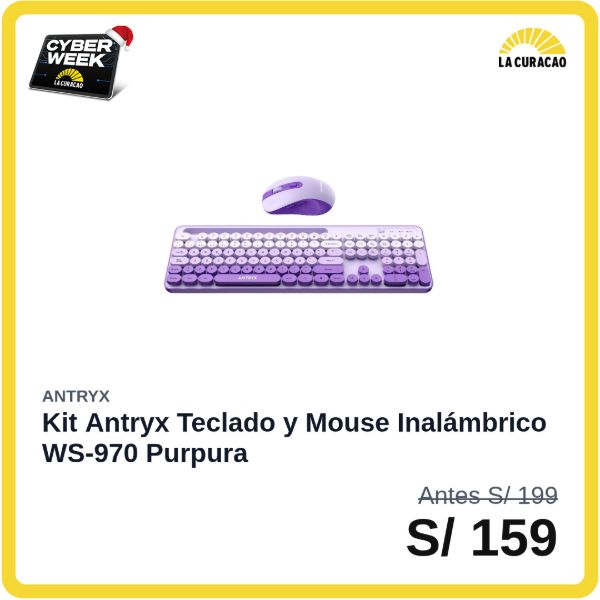 CYBER
WEEK
LA CURACAO
LA CURACAO
ANTRYX
ANTRYX
Kit Antryx Teclado y Mouse Inalámbrico
WS-970 Purpura
Antes S/ 199
S/ 159